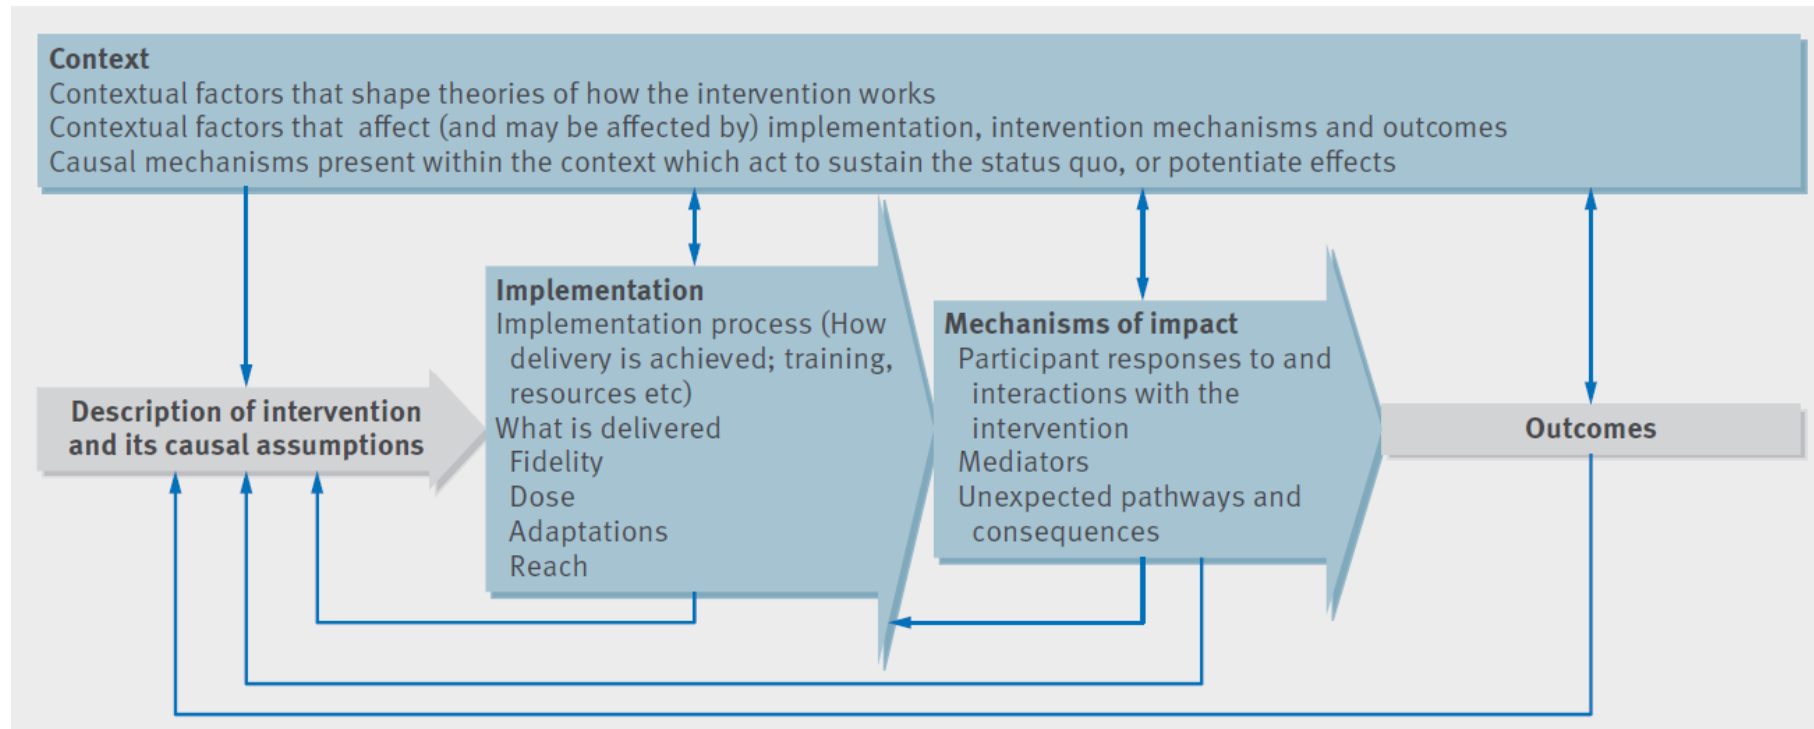 Context
Contextual factors that shape theories of how the intervention works
Contextual factors that affect (and may be affected by) implementation, intervention mechanisms and outcomes
Causal mechanisms present within the context which act to sustain the status quo, or potentiate effects
Description of intervention
and its causal assumptions
Implementation
Implementation process (How
delivery is achieved; training,
resources etc)
What is delivered
Fidelity
Dose
Adaptations
Reach
Mechanisms of impact
Participant responses to and
interactions with the
intervention
Mediators
Unexpected pathways and
consequences
Outcomes